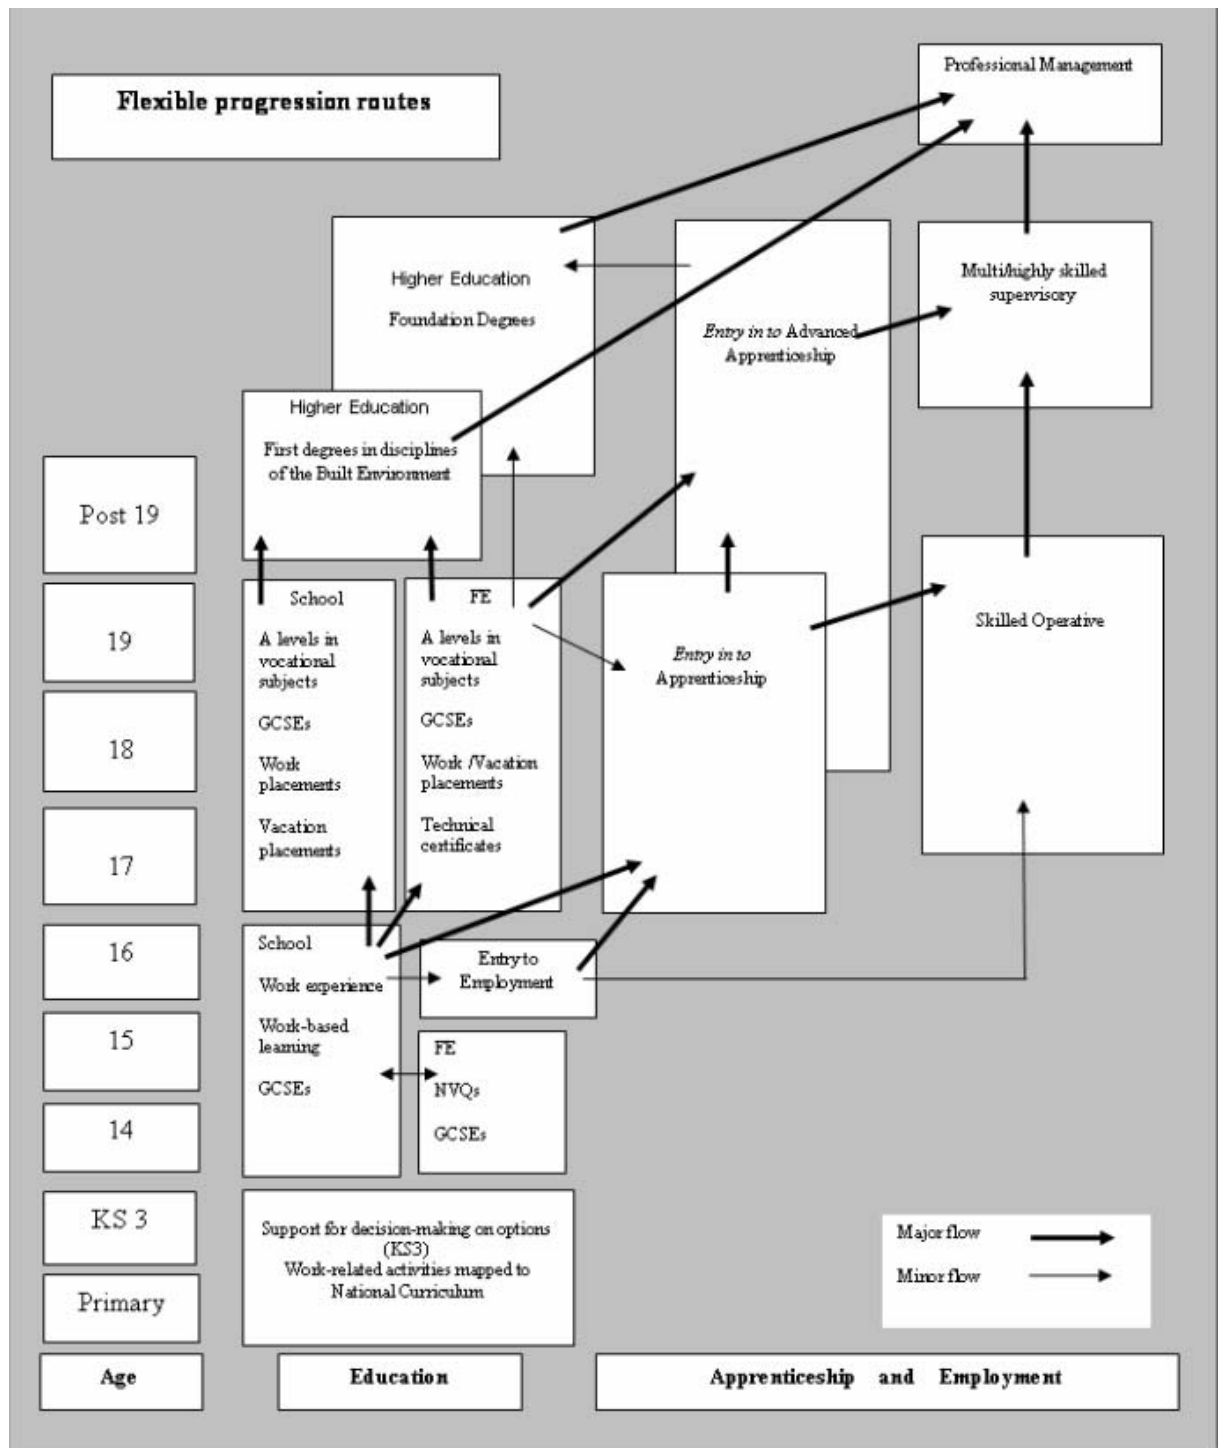 Flexible progression routes
Professional Management
Higher Education
Foundation Degrees
Entry in to Advanced
Apprenticeship
Multi/highly skilled
supervisory
Higher Education
First degrees in disciplines
of the Built Environment
Post 19
19
18
17
School
A levels in
vocational
subjects
GCSEs
Work
placements
Vacation
placements
FE
A levels in
vocational
subjects
GCSEs
Work /Vacation
placements
Technical
certificates
Entry in to
Apprenticeship
Skilled Operative
16
15
14
School
Work experience
Work-based
learning
GCSEs
Entry to
Employment
FE
NVQs
GCSEs
KS 3
Primary
Support for decision-making on options
(KS3)
Work-related activities mapped to
National Curriculum
Major flow
Minor flow
Age
Education
Apprenticeship and Employment